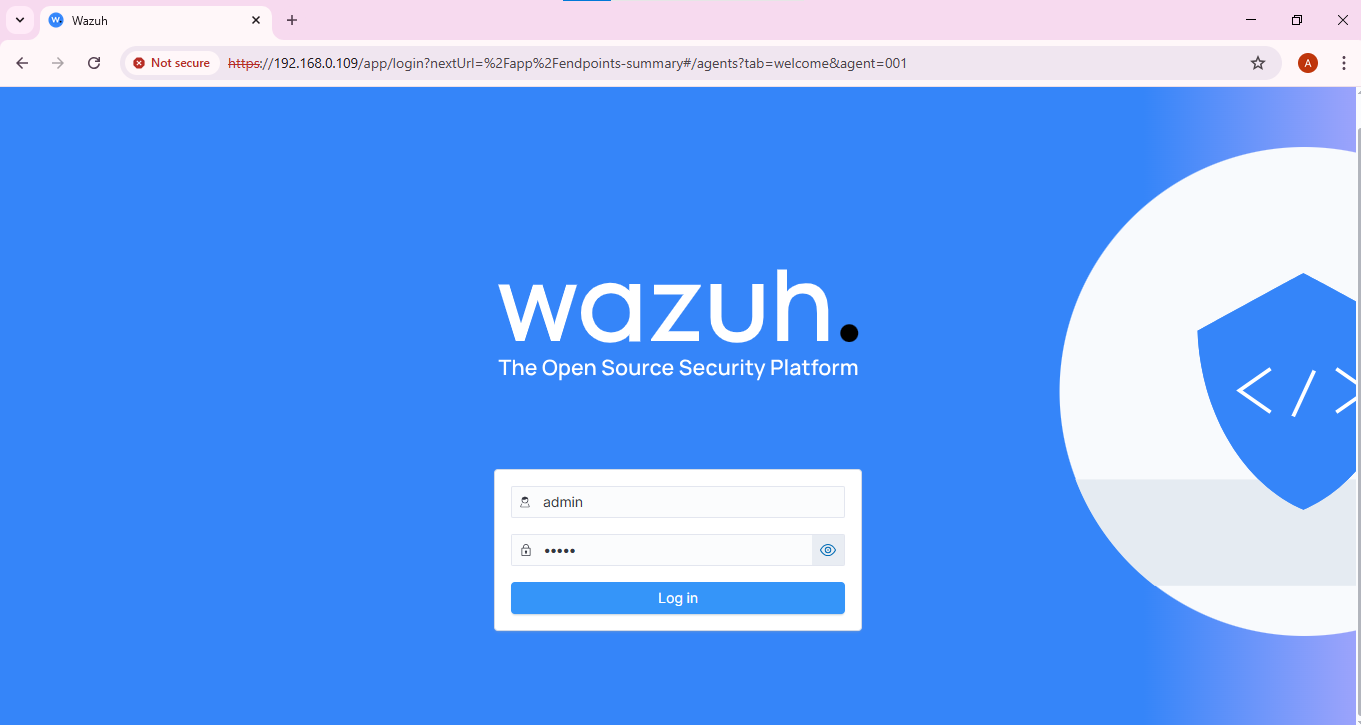 Wazuh
Not secure
https://192.168.0.109/app/login?nextUrl=%2Fapp%2Fendpoints-summary#/agents?tab=welcome&agent=001
A
wazuh.
The Open Source Security Platform
</>
admin
•••••
Log in